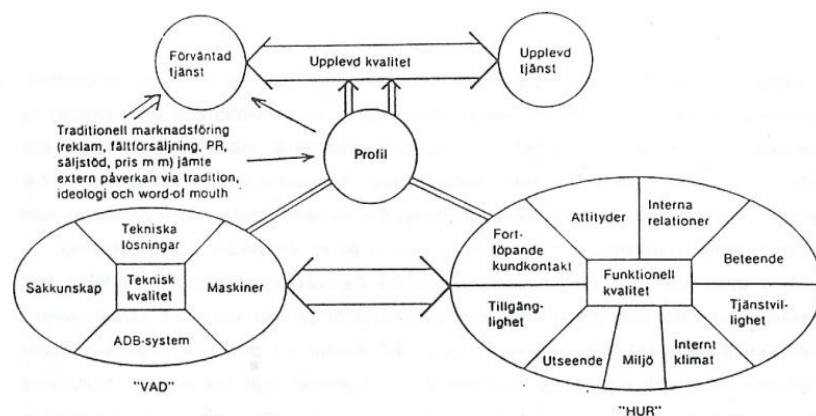 Förväntad
tjänst
Upplevd kvalitet
Upplevd
tjänst
Traditionell marknadsföring
(reklam, fältförsäljning, PR,
säljstöd, pris m m) jämte
extern påverkan via tradition,
ideologi och word-of mouth
Profil
Tekniska
lösningar
Sakkunskap
Teknisk
kvalitet
Maskiner
ADB-system
"VAD"
Attityder
Interna
relationer
Fort-
löpande
kundkontakt
Beteende
Funktionell
kvalitet
Tillgäng-
lighet
Tjänstvil-
lighet
Utseende
Miljö
Internt
klimat
"HUR"